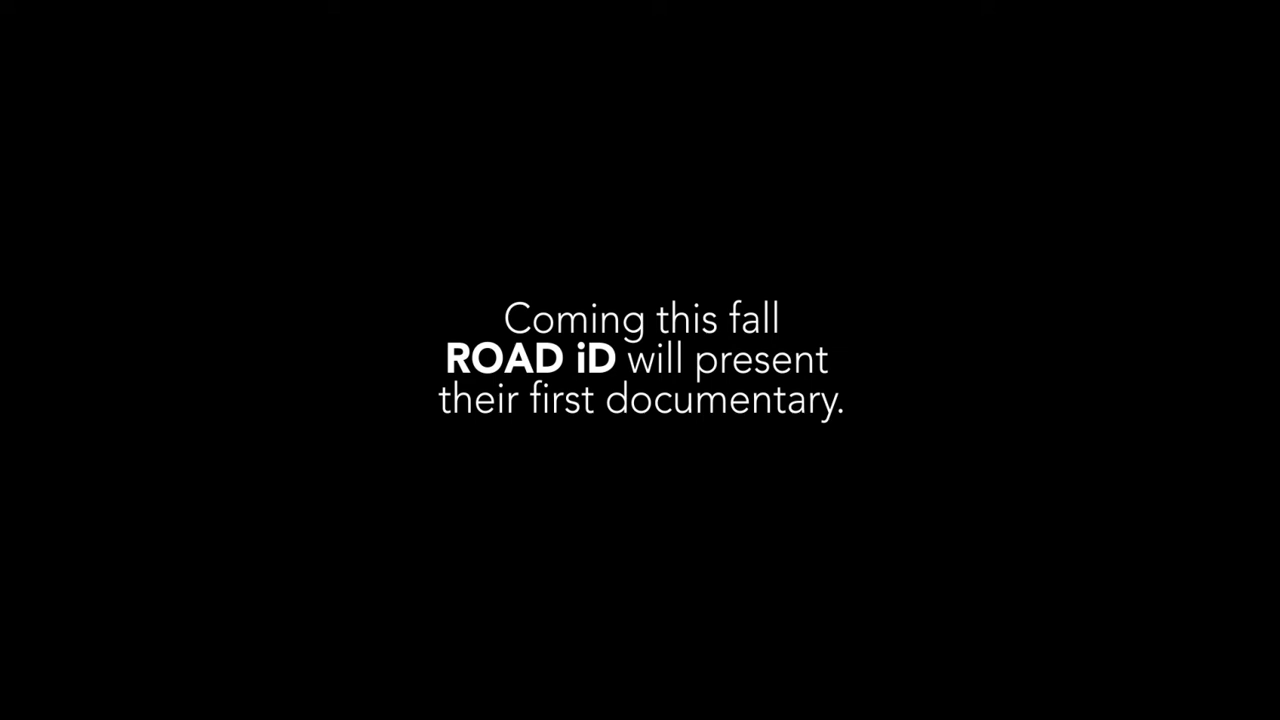 Coming this fall
ROAD iD will present
their first documentary.